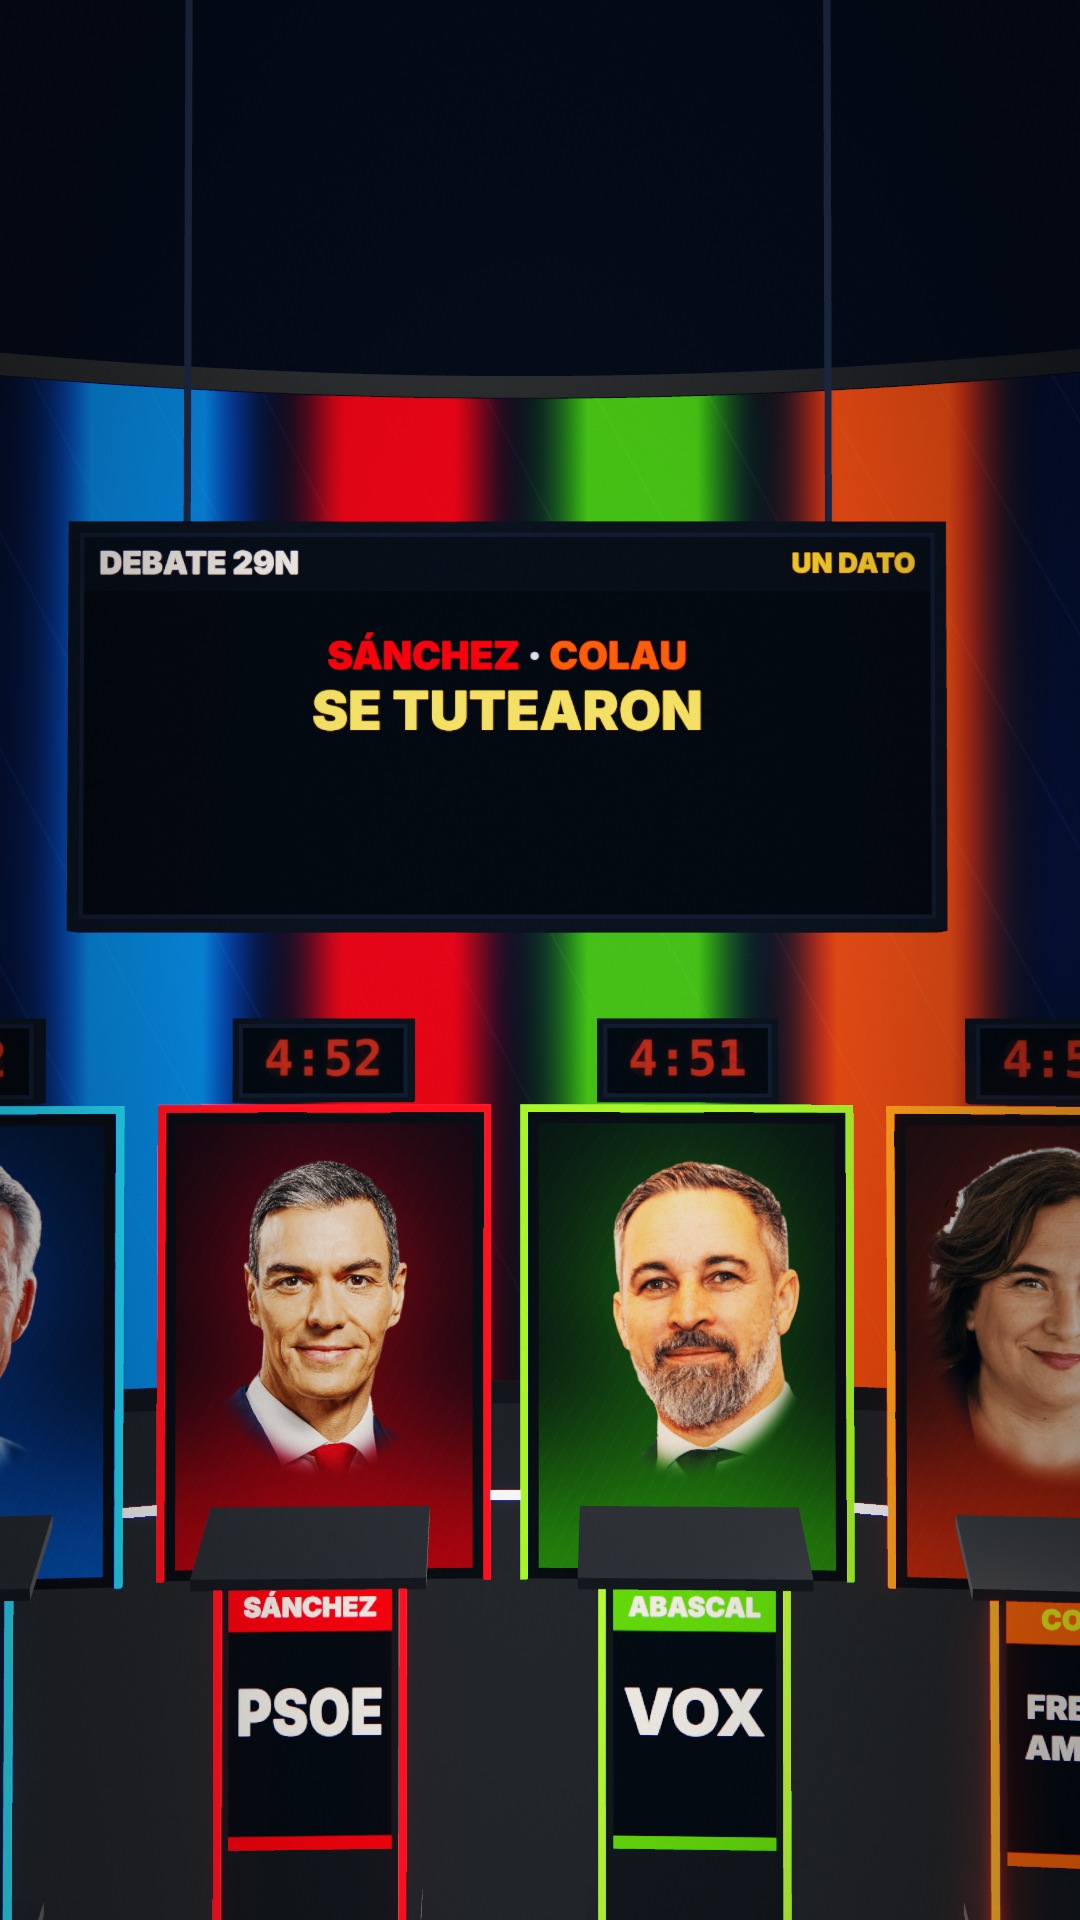 DEBATE 29N
UN DATO
SÁNCHEZ · COLAU
SE TUTEARON
4:52
4:51
SÁNCHEZ
PSOE
ABASCAL
VOX